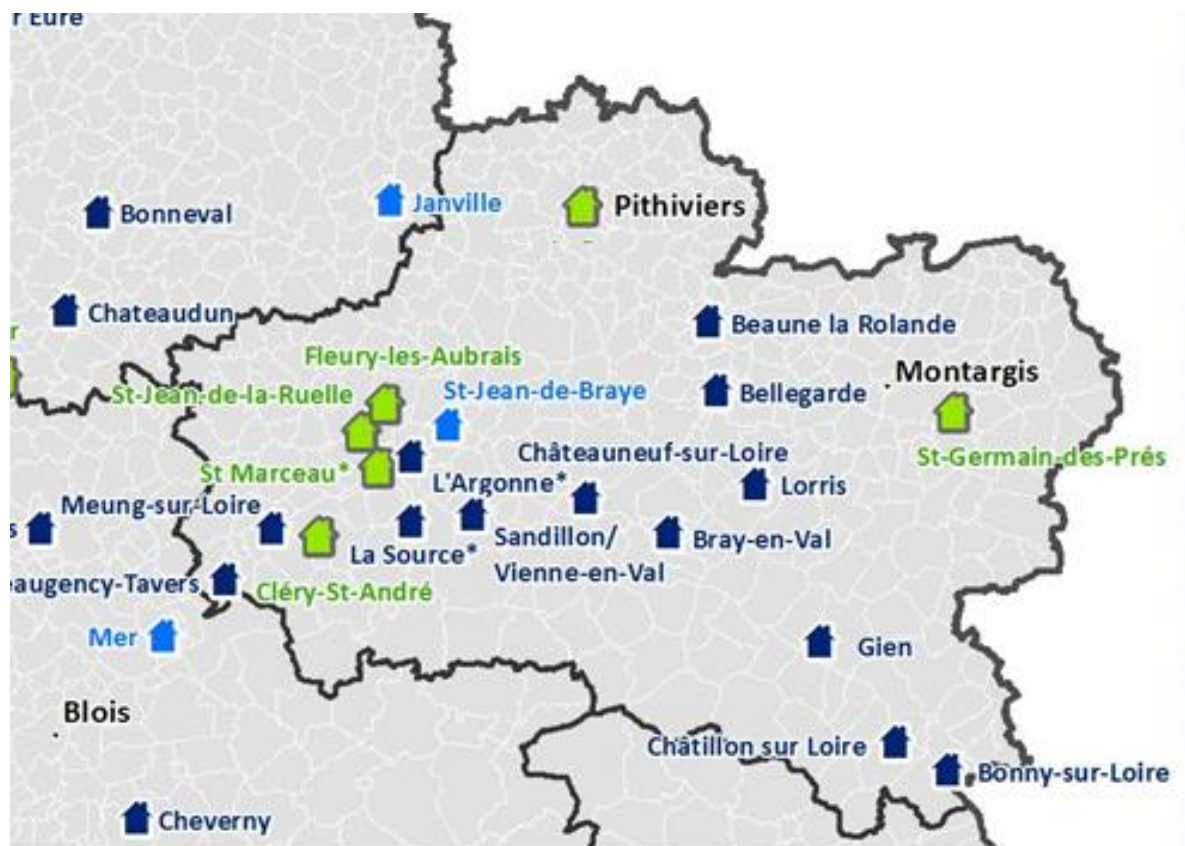 r Eure
Bonneval
Janville
Pithiviers
Chateaudun
r
Beaune la Rolande
Fleury-les-Aubrais
St-Jean-de-la-Ruelle
St-Jean-de-Braye
Bellegarde
Montargis
St Marceau*
L'Argonne*
Châteauneuf-sur-Loire
St-Germain-des-Prés
Lorris
Meung-sur-Loire
s
La Source*
Sandillon/
Vienne-en-Val
Bray-en-Val
eaugency-Tavers
Cléry-St-André
Mer
Gien
Blois
Châtillon sur Loire
Bonny-sur-Loire
Cheverny